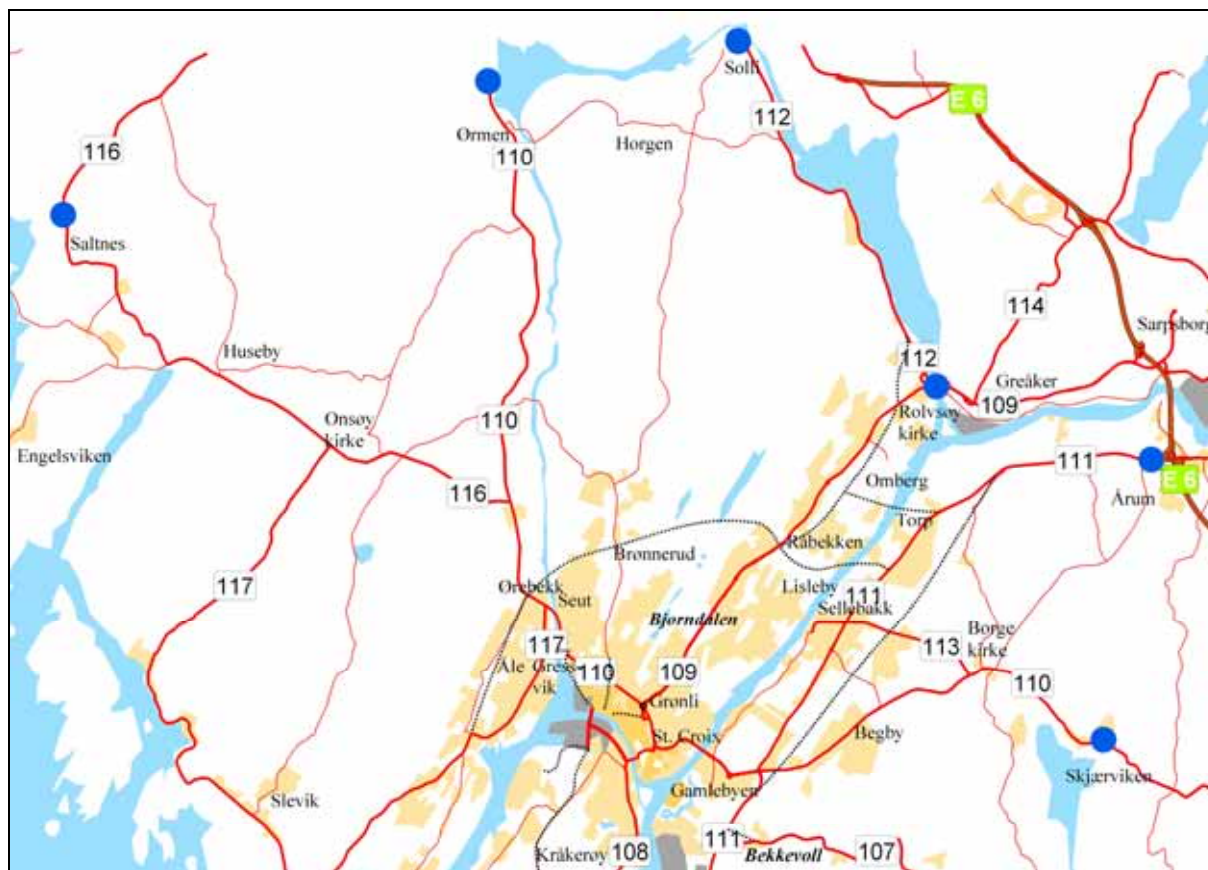 Solli
E 6
Ørmen
112
Horgen
110
116
Saltnes
114
Sarpsborg
Huseby
112
Greåker
109
Rolvsøy
kirke
Onsøy
kirke
110
Engelsviken
116
111
Omberg
E 6
Årum
Torp
Brønnerud
Råbekken
117
Ørebekk
Seut
Lisleby
111
Sellebakk
Bjorndalen
113
Borge
kirke
117
Åle
Gress
vik
110
109
110
Grønli
St. Croix
Begby
Skjærviken
Gamlebyen
Slevik
Kråkerøy
108
111
Bekkevoll
107